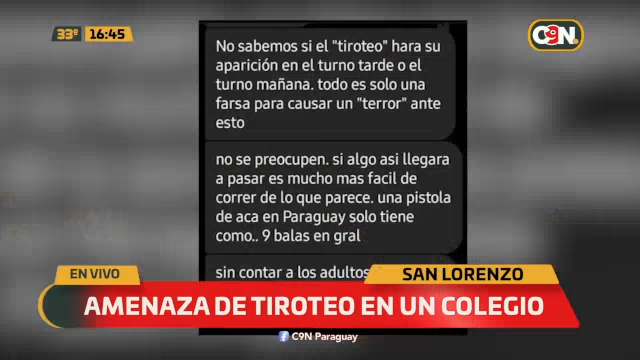 33º 16:45
C9N.
No sabemos si el "tiroteo" hara su
aparición en el turno tarde o el
turno mañana. todo es solo una
farsa para causar un "terror" ante
esto
no se preocupen. si algo asi llegara
a pasar es mucho mas facil de
correr de lo que parece. una pistola
de aca en Paraguay solo tiene
como.. 9 balas en gral
sin contar a los adultos
EN VIVO
SAN LORENZO
AMENAZA DE TIROTEO EN UN COLEGIO
C9N Paraguay